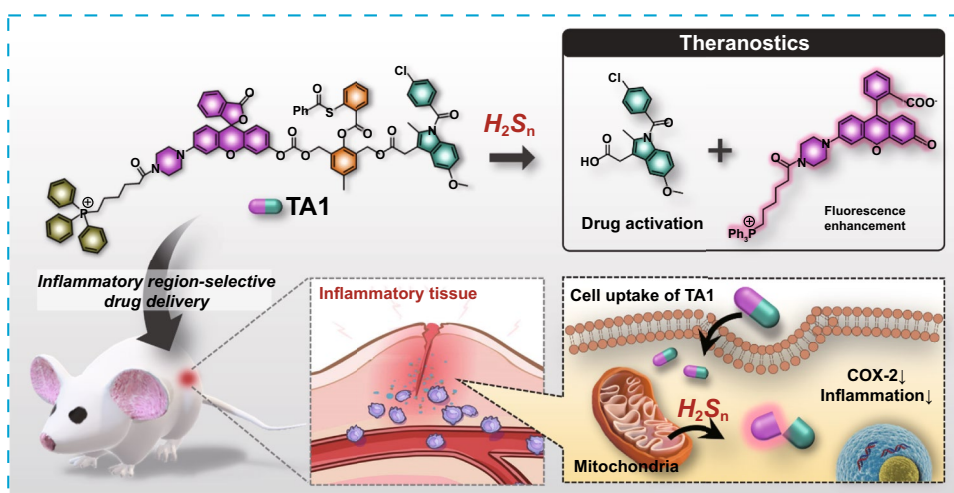 Theranostics
Cl
O
Ph
S
O
O
N
O
O
N
N
O
O
O
O
O
O
O
O
P
⊕
TA1
H₂Sₙ
Cl
N
O
HO
O
O
Drug activation
+
COO⁻
O
N
N
O
O
⊕
Ph₃P
Fluorescence
enhancement
Inflammatory region-selective
drug delivery
Inflammatory tissue
Cell uptake of TA1
COX-2↓
Inflammation↓
H₂Sₙ
Mitochondria